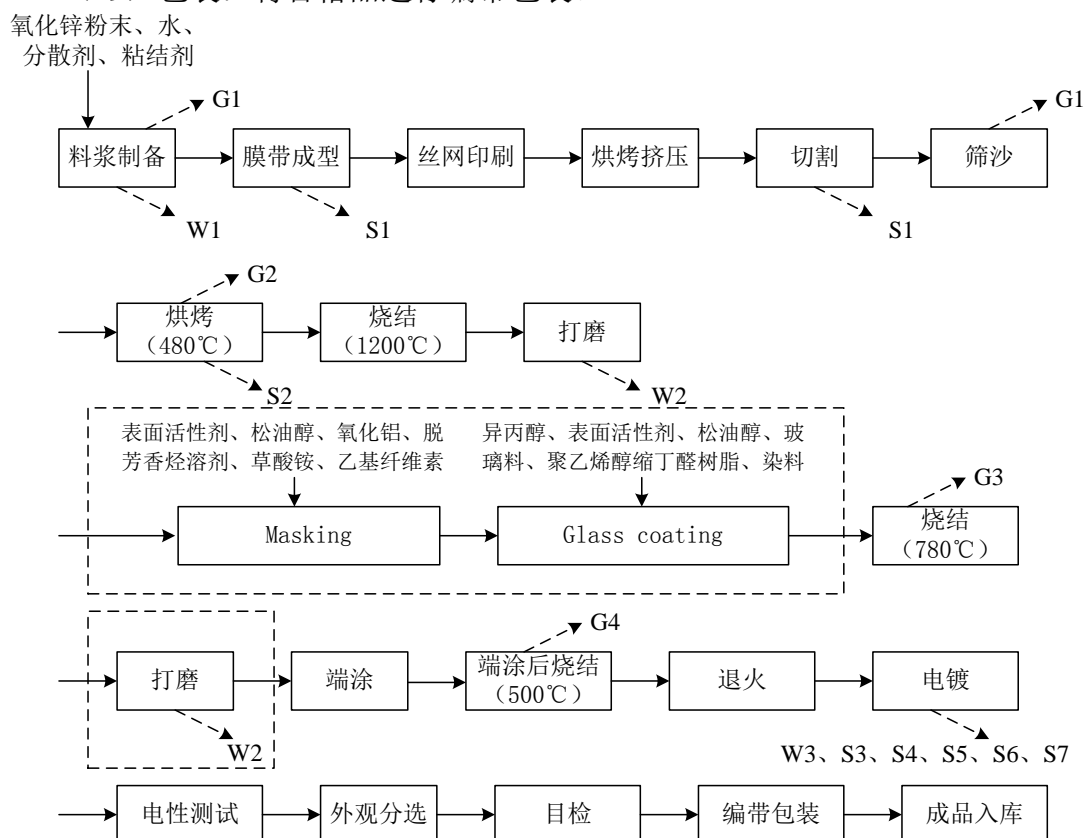 氧化锌粉末、水、
分散剂、粘结剂
G1
G1
料浆制备
膜带成型
丝网印刷
烘烤挤压
切割
筛沙
W1
S1
S1
G2
烘烤
(480℃)
烧结
(1200℃)
打磨
S2
W2
表面活性剂、松油醇、氧化铝、脱
芳香烃溶剂、草酸铵、乙基纤维素
异丙醇、表面活性剂、松油醇、玻
璃料、聚乙烯醇缩丁醛树脂、染料
G3
Masking
Glass coating
烧结
(780℃)
G4
打磨
端涂
端涂后烧结
(500℃)
退火
电镀
W2
W3、S3、S4、S5、S6、S7
电性测试
外观分选
目检
编带包装
成品入库